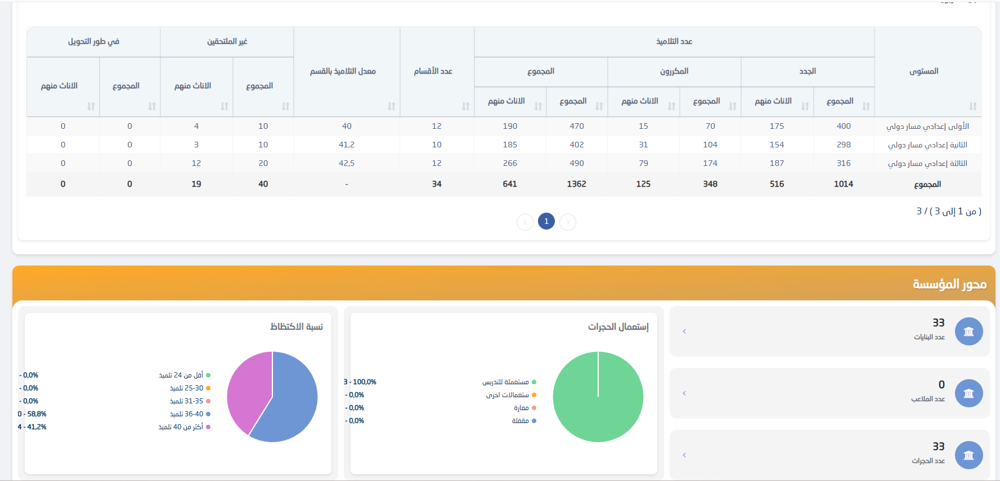 المستوى	عدد التلاميذ	عدد الأقسام	معدل التلاميذ بالقسم	غير الملتحقين	في طور التحويل
الجدد	المكررون	المجموع
المجموع	الاناث منهم	المجموع	الاناث منهم	المجموع	الاناث منهم	المجموع	الاناث منهم	المجموع	الاناث منهم
الأولى إعدادي مسار دولي	400	175	70	15	470	190	12	40	10	4	0	0
الثانية إعدادي مسار دولي	298	154	104	31	402	185	10	41,2	10	3	0	0
الثالثة إعدادي مسار دولي	316	187	174	79	490	266	12	42,5	20	12	0	0
المجموع	1014	516	348	125	1362	641	34	-	40	19	0	0
( من 1 إلى 3 ) / 3
1
محور المؤسسة
33
عدد البنايات
0
عدد الملاعب
33
عدد الحجرات
إستعمال الحجرات
مستعملة للتدريس	3 - 100,0%
ستعمالات اخرى	- 0,0%
معارة	- 0,0%
مقفلة	- 0,0%
نسبة الاكتظاظ
أقل من 24 تلميذ	- 0,0%
25-30 تلميذ	- 0,0%
31-35 تلميذ	- 0,0%
36-40 تلميذ	0 - 58,8%
أكثر من 40 تلميذ	4 - 41,2%